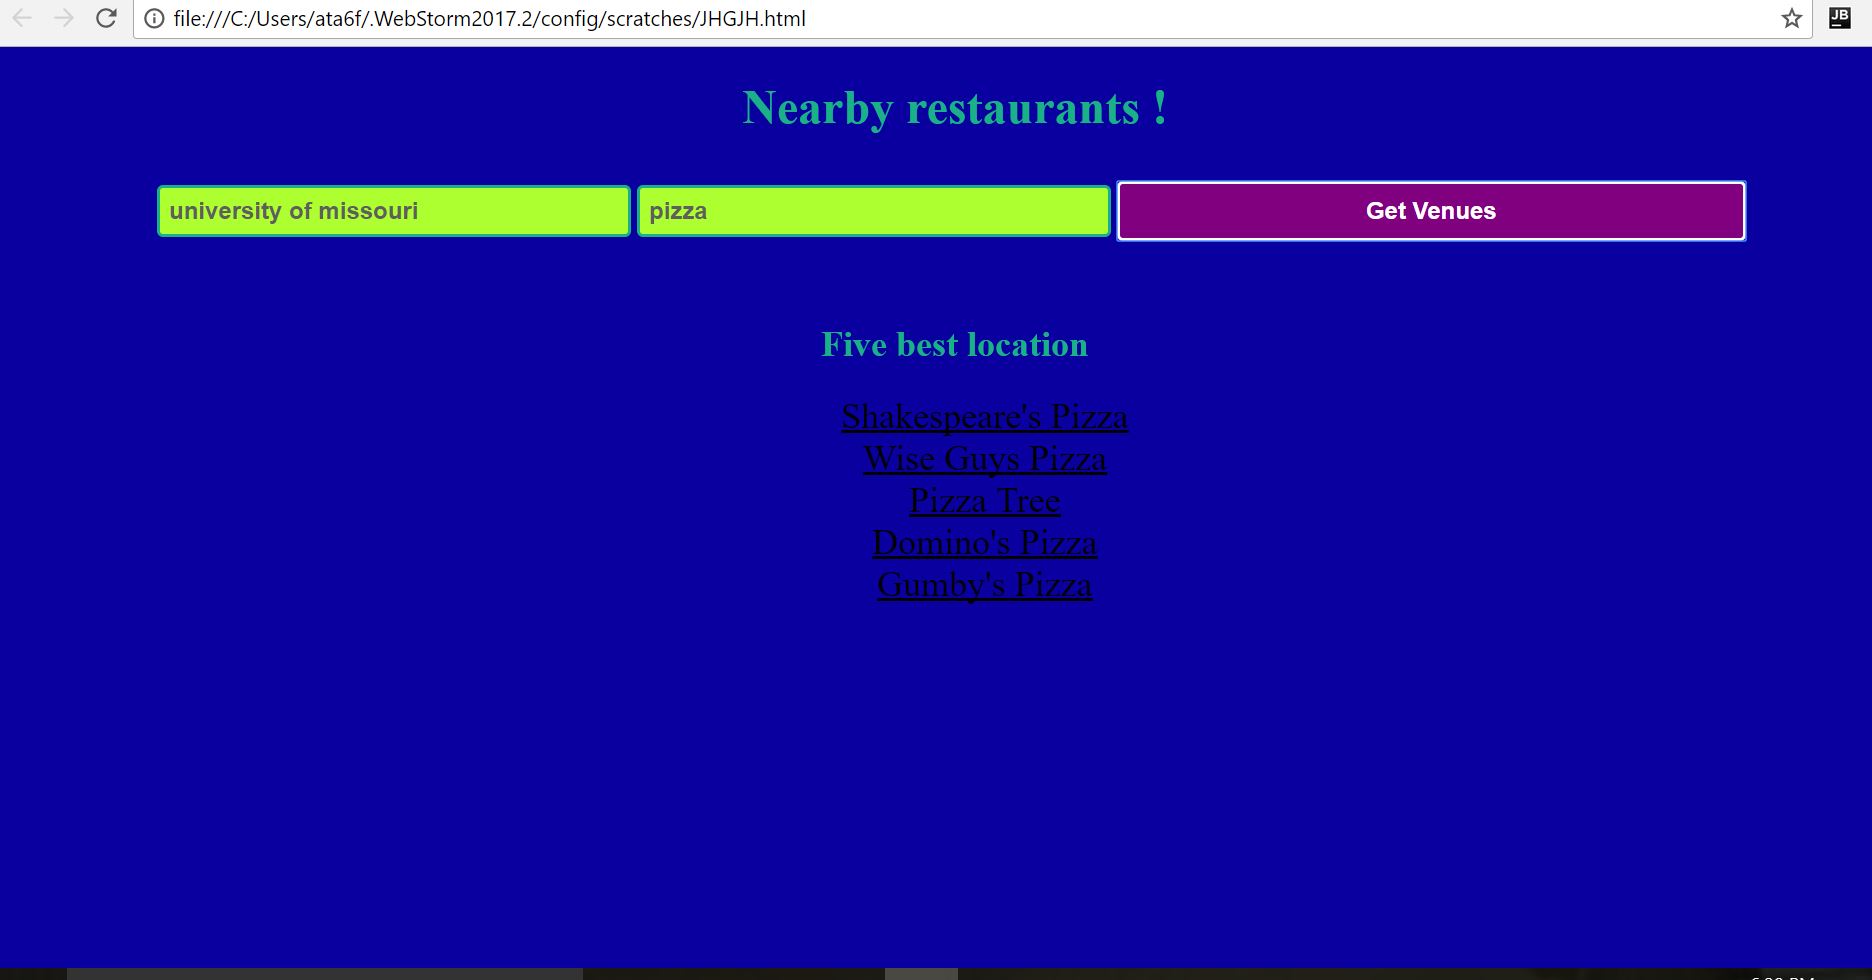 file:///C:/Users/ata6f/.WebStorm2017.2/config/scratches/JHGJH.html
JB
Nearby restaurants !
university of missouri
pizza
Get Venues
Five best location
Shakespeare's Pizza
Wise Guys Pizza
Pizza Tree
Domino's Pizza
Gumby's Pizza